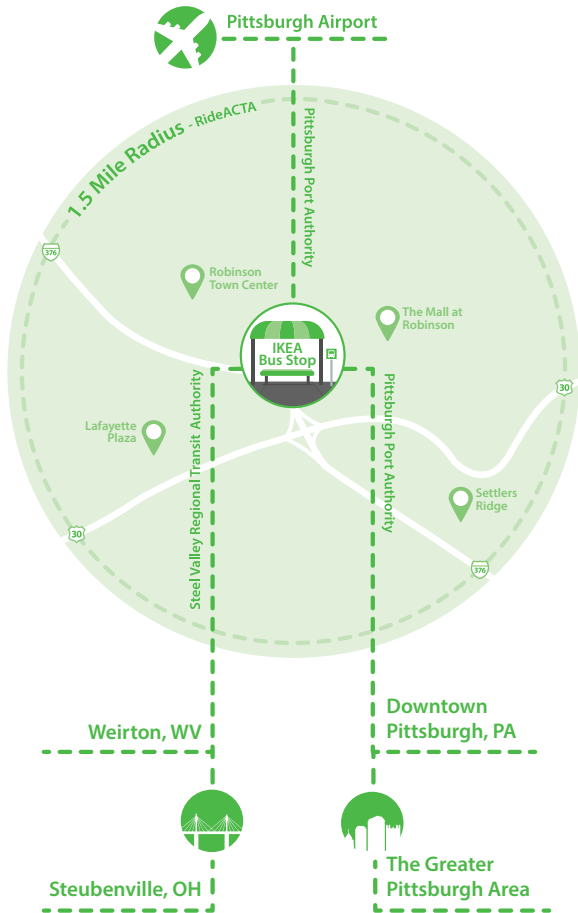 Pittsburgh Airport
1.5 Mile Radius - RideACTA
Pittsburgh Port Authority
376
Robinson
Town Center
The Mall at
Robinson
IKEA
Bus Stop
30
Lafayette
Plaza
Steel Valley Regional Transit Authority
Pittsburgh Port Authority
Settlers
Ridge
30
376
Weirton, WV
Downtown
Pittsburgh, PA
Steubenville, OH
The Greater
Pittsburgh Area